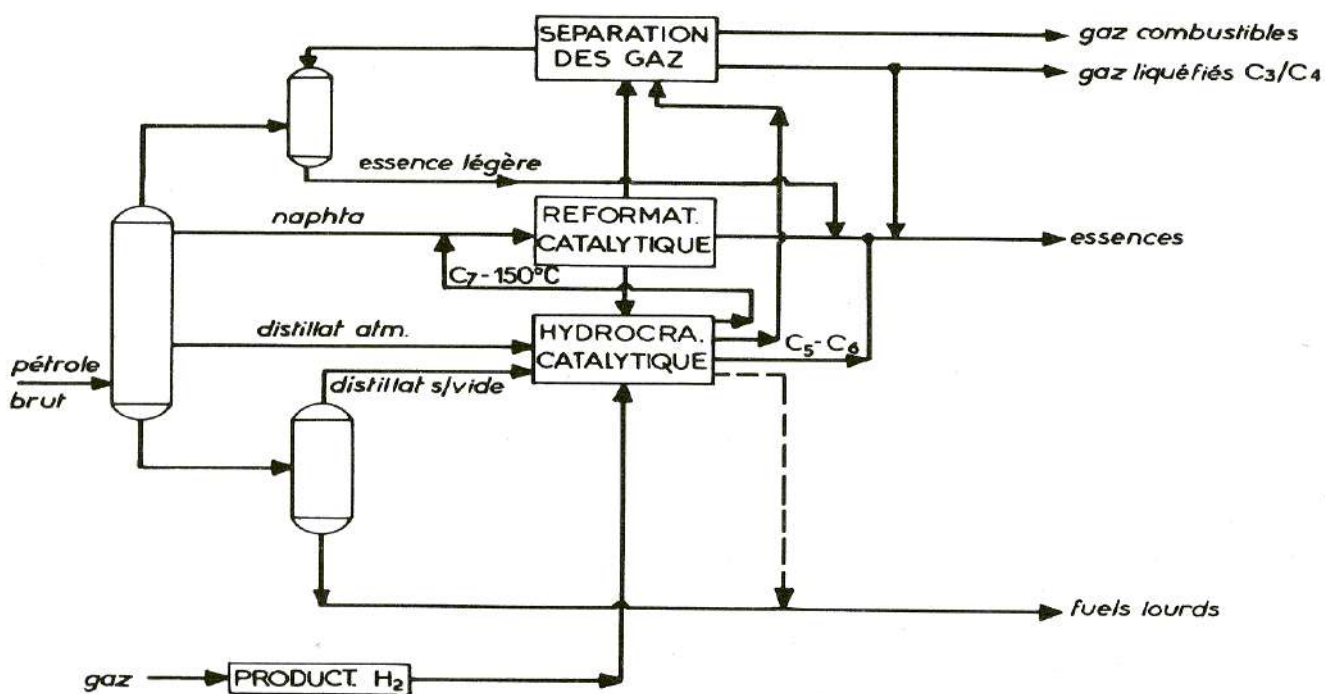 SEPARATION
DES GAZ
gaz combustibles
gaz liquéfiés C₃/C₄
essence légère
naphta
REFORMAT.
CATALYTIQUE
essences
C₇-150°C
distillat atm.
HYDROCRA.
CATALYTIQUE
C₅-C₆
pétrole
brut
distillat s/vide
fuels lourds
gaz
PRODUCT. H₂